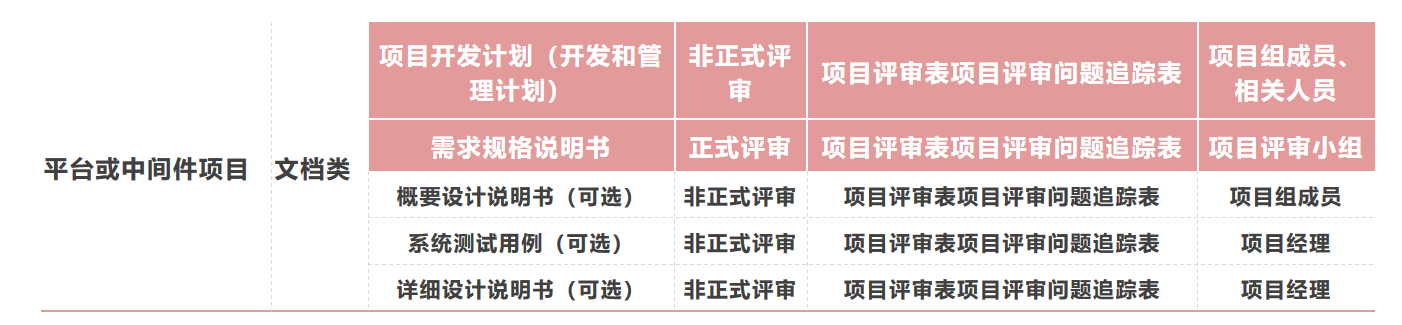 平台或中间件项目
文档类
项目开发计划（开发和管
理计划）
非正式评
审
项目评审表项目评审问题追踪表
项目组成员、
相关人员
需求规格说明书
正式评审
项目评审表项目评审问题追踪表
项目评审小组
概要设计说明书（可选）
非正式评审
项目评审表项目评审问题追踪表
项目组成员
系统测试用例（可选）
非正式评审
项目评审表项目评审问题追踪表
项目经理
详细设计说明书（可选）
非正式评审
项目评审表项目评审问题追踪表
项目经理